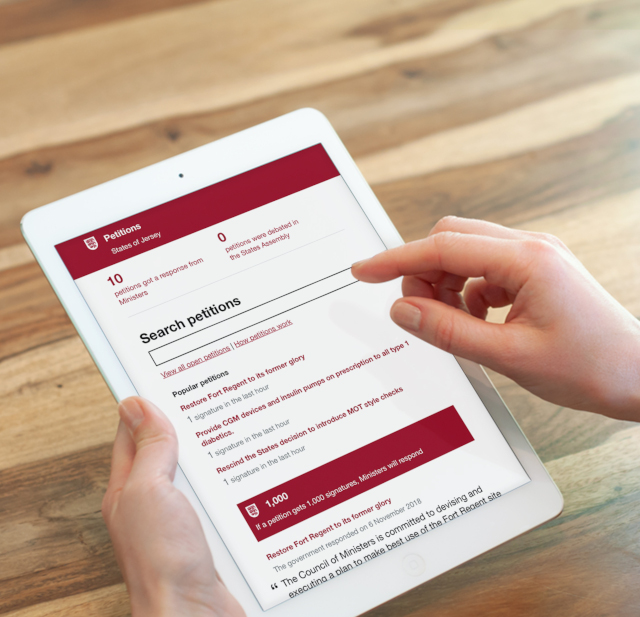 Petitions
States of Jersey
10
petitions got a response from
Ministers
0
petitions were debated in
the States Assembly
Search petitions
View all open petitions | How petitions work
Popular petitions
Restore Fort Regent to its former glory
1 signature in the last hour
Provide CGM devices and insulin pumps on prescription to all type 1
diabetics.
1 signature in the last hour
Rescind the States decision to introduce MOT style checks
1 signature in the last hour
1,000
If a petition gets 1,000 signatures, Ministers will respond
Restore Fort Regent to its former glory
The government responded on 6 November 2018
“ The Council of Ministers is committed to devising and
executing a plan to make best use of the Fort Regent site